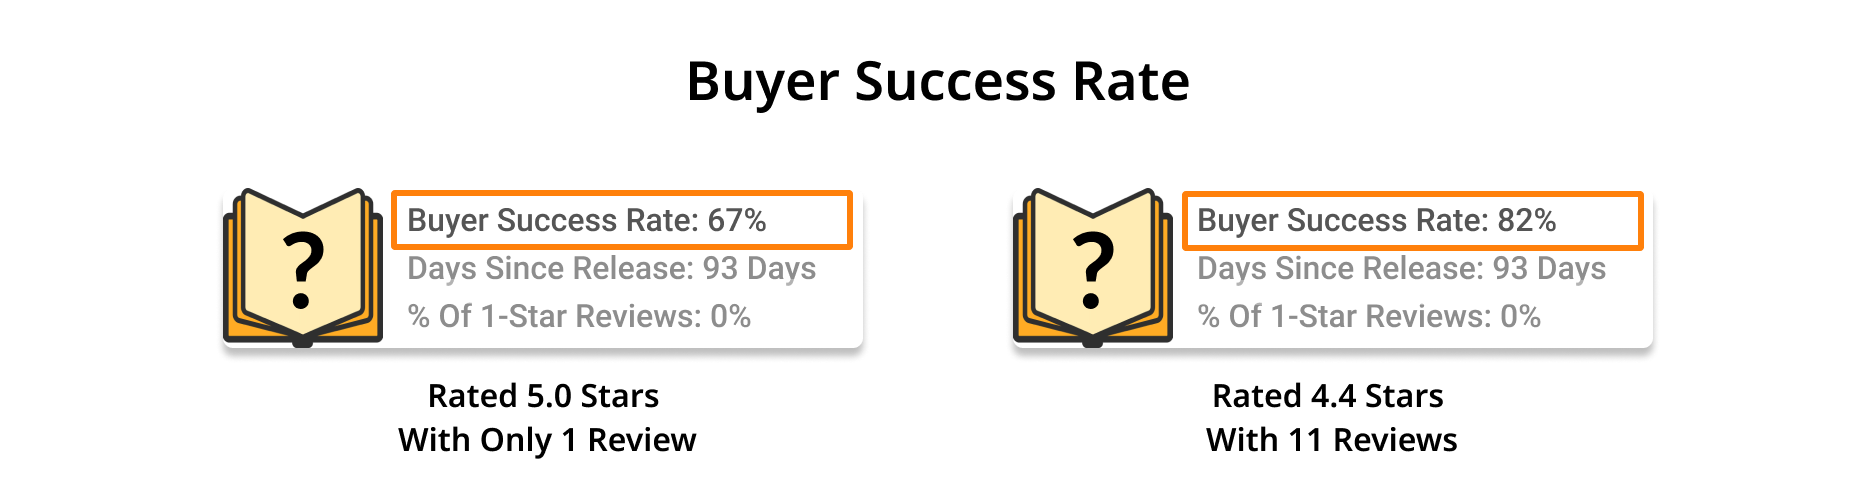 Buyer Success Rate
?
Buyer Success Rate: 67%
Days Since Release: 93 Days
% Of 1-Star Reviews: 0%
Rated 5.0 Stars
With Only 1 Review
?
Buyer Success Rate: 82%
Days Since Release: 93 Days
% Of 1-Star Reviews: 0%
Rated 4.4 Stars
With 11 Reviews